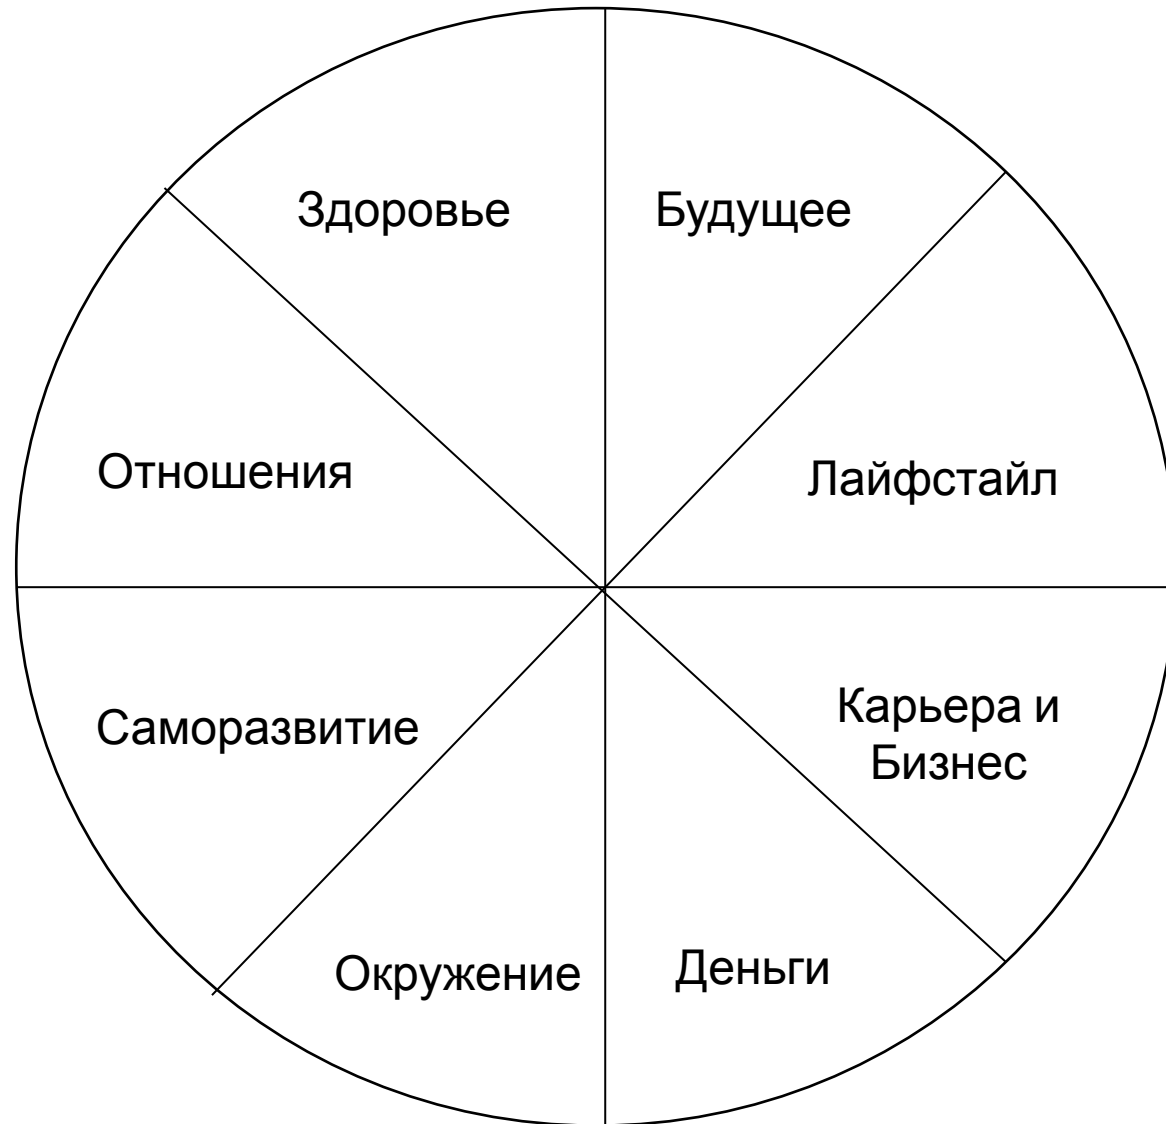 Здоровье
Будущее
Отношения
Лайфстайл
Саморазвитие
Карьера и
Бизнес
Окружение
Деньги